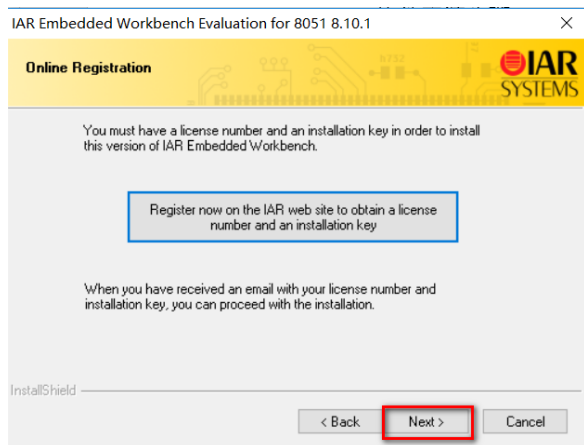 IAR Embedded Workbench Evaluation for 8051 8.10.1
Online Registration
IAR
SYSTEMS
You must have a license number and an installation key in order to install
this version of IAR Embedded Workbench.
Register now on the IAR web site to obtain a license
number and an installation key
When you have received an email with your license number and
installation key, you can proceed with the installation.
InstallShield
< Back
Next >
Cancel